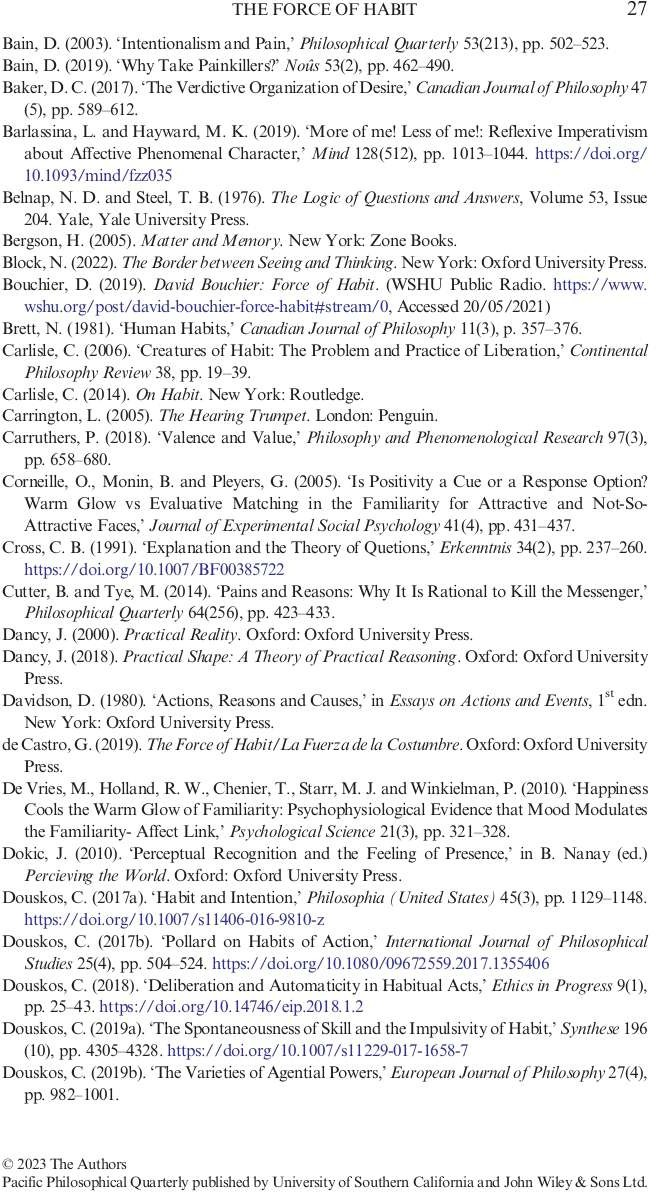 THE FORCE OF HABIT 27
Bain, D. (2003). ‘Intentionalism and Pain,’ Philosophical Quarterly 53(213), pp. 502–523.
Bain, D. (2019). ‘Why Take Painkillers?’ Noûs 53(2), pp. 462–490.
Baker, D. C. (2017). ‘The Verdictive Organization of Desire,’ Canadian Journal of Philosophy 47
(5), pp. 589–612.
Barlassina, L. and Hayward, M. K. (2019). ‘More of me! Less of me!: Reflexive Imperativism
about Affective Phenomenal Character,’ Mind 128(512), pp. 1013–1044. https://doi.org/
10.1093/mind/fzz035
Belnap, N. D. and Steel, T. B. (1976). The Logic of Questions and Answers, Volume 53, Issue
204. Yale, Yale University Press.
Bergson, H. (2005). Matter and Memory. New York: Zone Books.
Block, N. (2022). The Border between Seeing and Thinking. New York: Oxford University Press.
Bouchier, D. (2019). David Bouchier: Force of Habit. (WSHU Public Radio. https://www.
wshu.org/post/david-bouchier-force-habit#stream/0, Accessed 20/05/2021)
Brett, N. (1981). ‘Human Habits,’ Canadian Journal of Philosophy 11(3), p. 357–376.
Carlisle, C. (2006). ‘Creatures of Habit: The Problem and Practice of Liberation,’ Continental
Philosophy Review 38, pp. 19–39.
Carlisle, C. (2014). On Habit. New York: Routledge.
Carrington, L. (2005). The Hearing Trumpet. London: Penguin.
Carruthers, P. (2018). ‘Valence and Value,’ Philosophy and Phenomenological Research 97(3),
pp. 658–680.
Corneille, O., Monin, B. and Pleyers, G. (2005). ‘Is Positivity a Cue or a Response Option?
Warm Glow vs Evaluative Matching in the Familiarity for Attractive and Not-So-
Attractive Faces,’ Journal of Experimental Social Psychology 41(4), pp. 431–437.
Cross, C. B. (1991). ‘Explanation and the Theory of Quetions,’ Erkenntnis 34(2), pp. 237–260.
https://doi.org/10.1007/BF00385722
Cutter, B. and Tye, M. (2014). ‘Pains and Reasons: Why It Is Rational to Kill the Messenger,’
Philosophical Quarterly 64(256), pp. 423–433.
Dancy, J. (2000). Practical Reality. Oxford: Oxford University Press.
Dancy, J. (2018). Practical Shape: A Theory of Practical Reasoning. Oxford: Oxford University
Press.
Davidson, D. (1980). ‘Actions, Reasons and Causes,’ in Essays on Actions and Events, 1st edn.
New York: Oxford University Press.
de Castro, G. (2019). The Force of Habit/La Fuerza de la Costumbre. Oxford: Oxford University
Press.
De Vries, M., Holland, R. W., Chenier, T., Starr, M. J. and Winkielman, P. (2010). ‘Happiness
Cools the Warm Glow of Familiarity: Psychophysiological Evidence that Mood Modulates
the Familiarity- Affect Link,’ Psychological Science 21(3), pp. 321–328.
Dokic, J. (2010). ‘Perceptual Recognition and the Feeling of Presence,’ in B. Nanay (ed.)
Percieving the World. Oxford: Oxford University Press.
Douskos, C. (2017a). ‘Habit and Intention,’ Philosophia (United States) 45(3), pp. 1129–1148.
https://doi.org/10.1007/s11406-016-9810-z
Douskos, C. (2017b). ‘Pollard on Habits of Action,’ International Journal of Philosophical
Studies 25(4), pp. 504–524. https://doi.org/10.1080/09672559.2017.1355406
Douskos, C. (2018). ‘Deliberation and Automaticity in Habitual Acts,’ Ethics in Progress 9(1),
pp. 25–43. https://doi.org/10.14746/eip.2018.1.2
Douskos, C. (2019a). ‘The Spontaneousness of Skill and the Impulsivity of Habit,’ Synthese 196
(10), pp. 4305–4328. https://doi.org/10.1007/s11229-017-1658-7
Douskos, C. (2019b). ‘The Varieties of Agential Powers,’ European Journal of Philosophy 27(4),
pp. 982–1001.
© 2023 The Authors
Pacific Philosophical Quarterly published by University of Southern California and John Wiley & Sons Ltd.